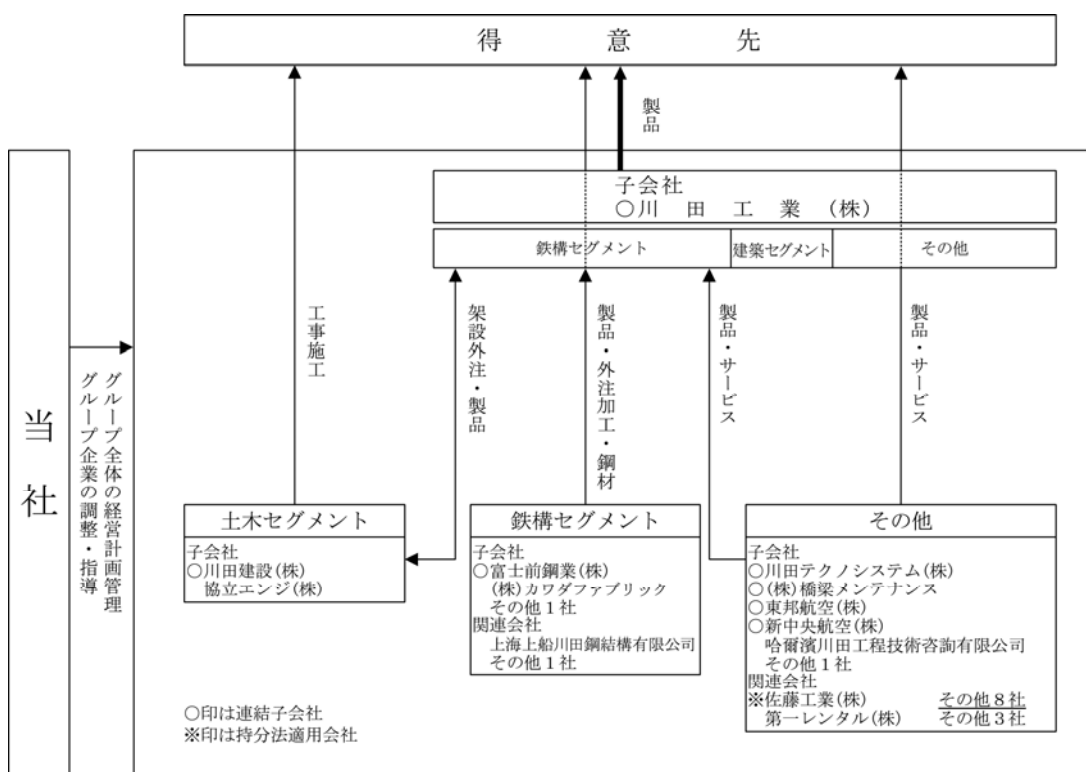 得意先
製品
子会社
○川田工業(株)
鉄構セグメント
建築セグメント
その他
工事施工
架設外注・製品
製品・外注加工・鋼材
製品・サービス
製品・サービス
当社
グループ全体の経営計画管理
グループ企業の調整・指導
土木セグメント
子会社
○川田建設(株)
協立エンジ(株)
鉄構セグメント
子会社
○富士前鋼業(株)
(株)カワダファブリック
その他1社
関連会社
上海上船川田鋼結構有限公司
その他1社
その他
子会社
○川田テクノシステム(株)
○(株)橋梁メンテナンス
○東邦航空(株)
○新中央航空(株)
哈爾濱川田工程技術咨詢有限公司
その他1社
関連会社
※佐藤工業(株) その他8社
第一レンタル(株) その他3社
○印は連結子会社
※印は持分法適用会社